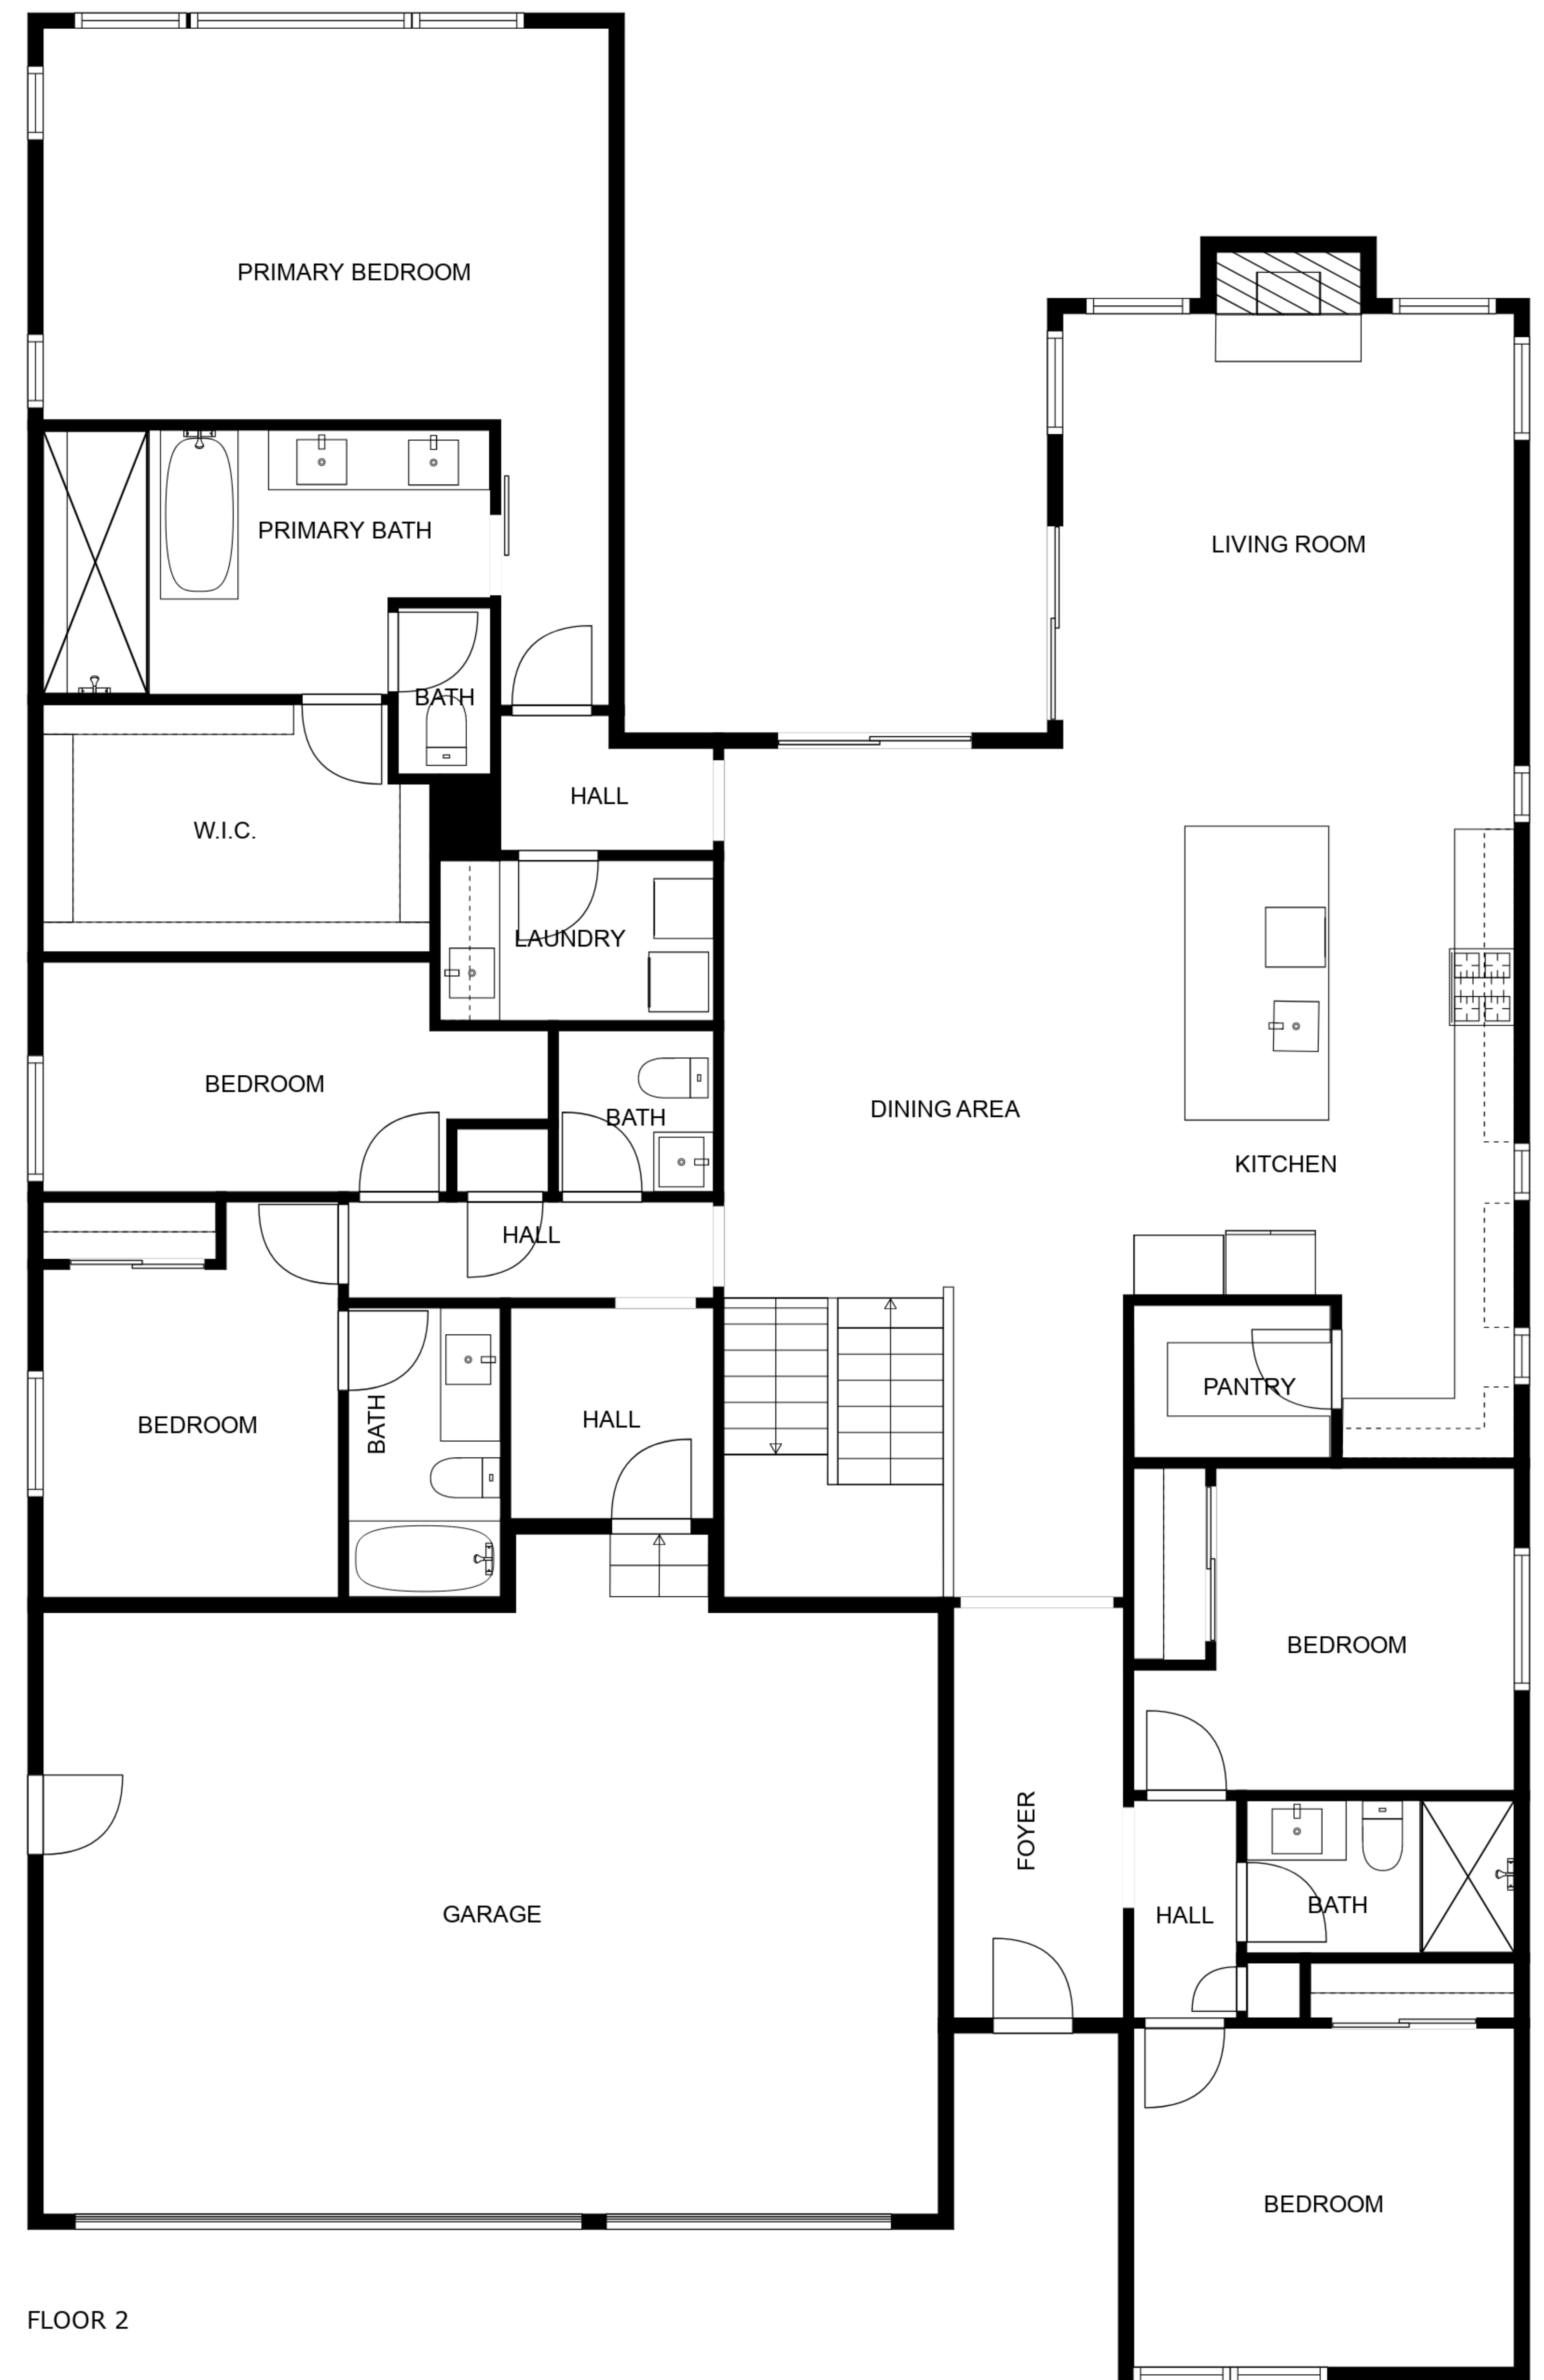 PRIMARY BEDROOM
PRIMARY BATH
LIVING ROOM
BATH
HALL
W.I.C.
LAUNDRY
BEDROOM
DINING AREA
BATH
KITCHEN
HALL
PANTRY
HALL
BATH
BEDROOM
BEDROOM
FOYER
BATH
GARAGE
HALL
BEDROOM
FLOOR 2